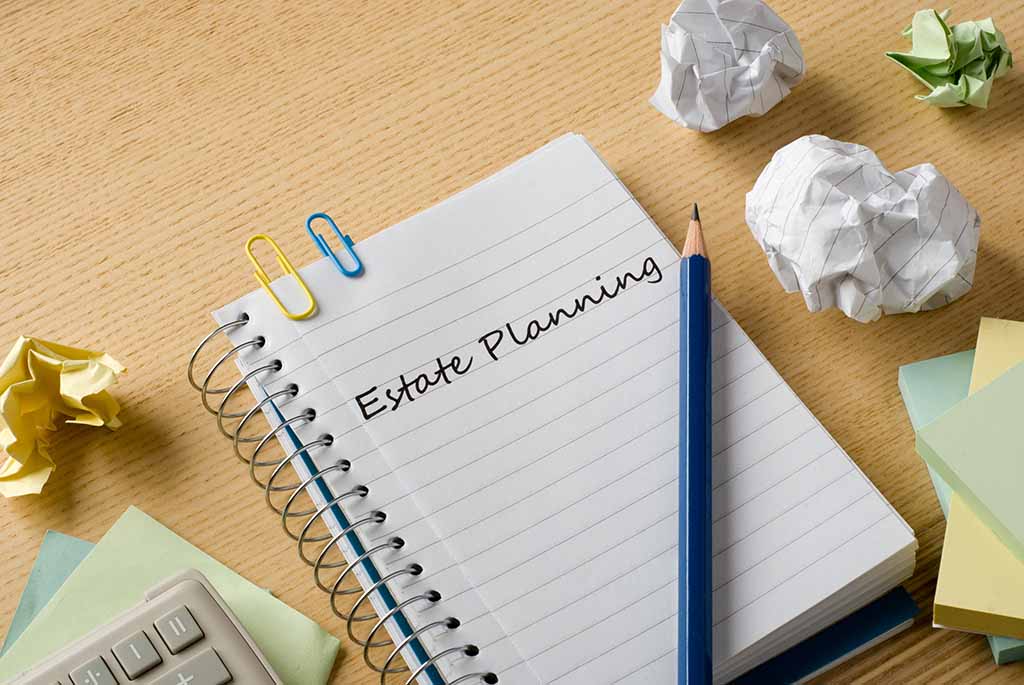 Estate Planning
=
÷
+